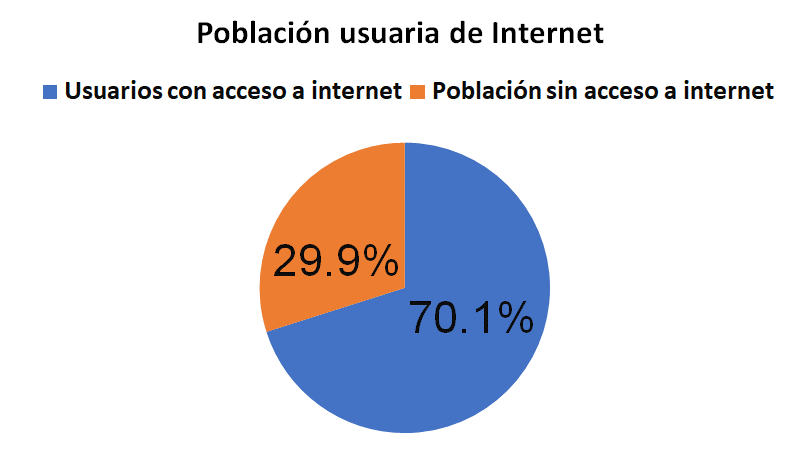 Población usuaria de Internet
Usuarios con acceso a internet Población sin acceso a internet
29.9%
70.1%